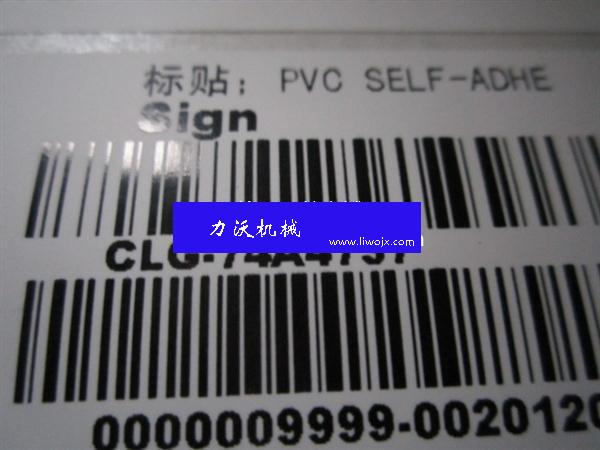 标贴; PVC SELF-ADHE
Sign
力沃机械
www.liwojx.com
0000009999-0020120